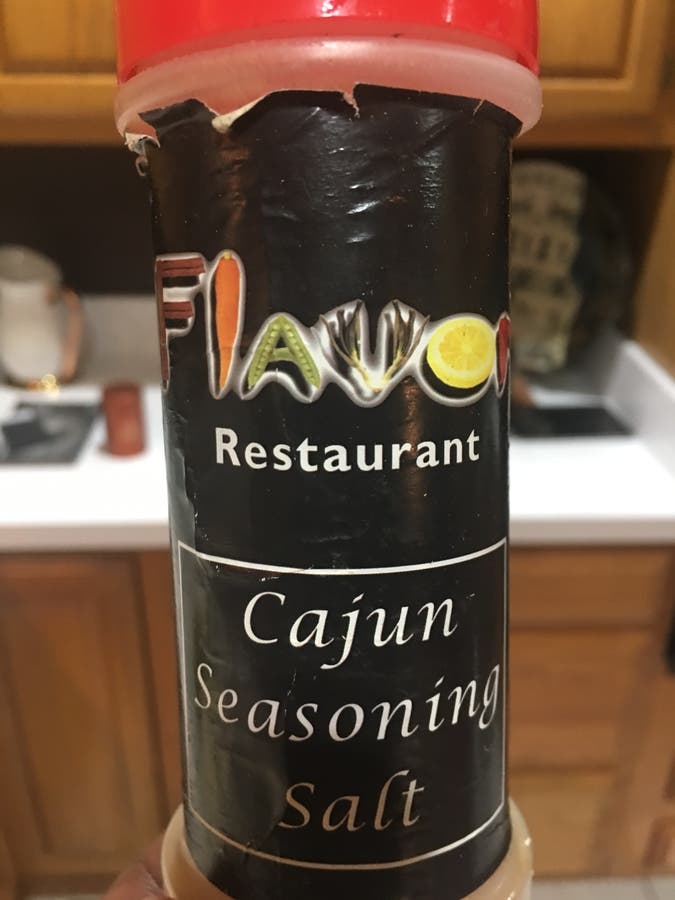 Flavor
Restaurant
Cajun
Seasoning
Salt